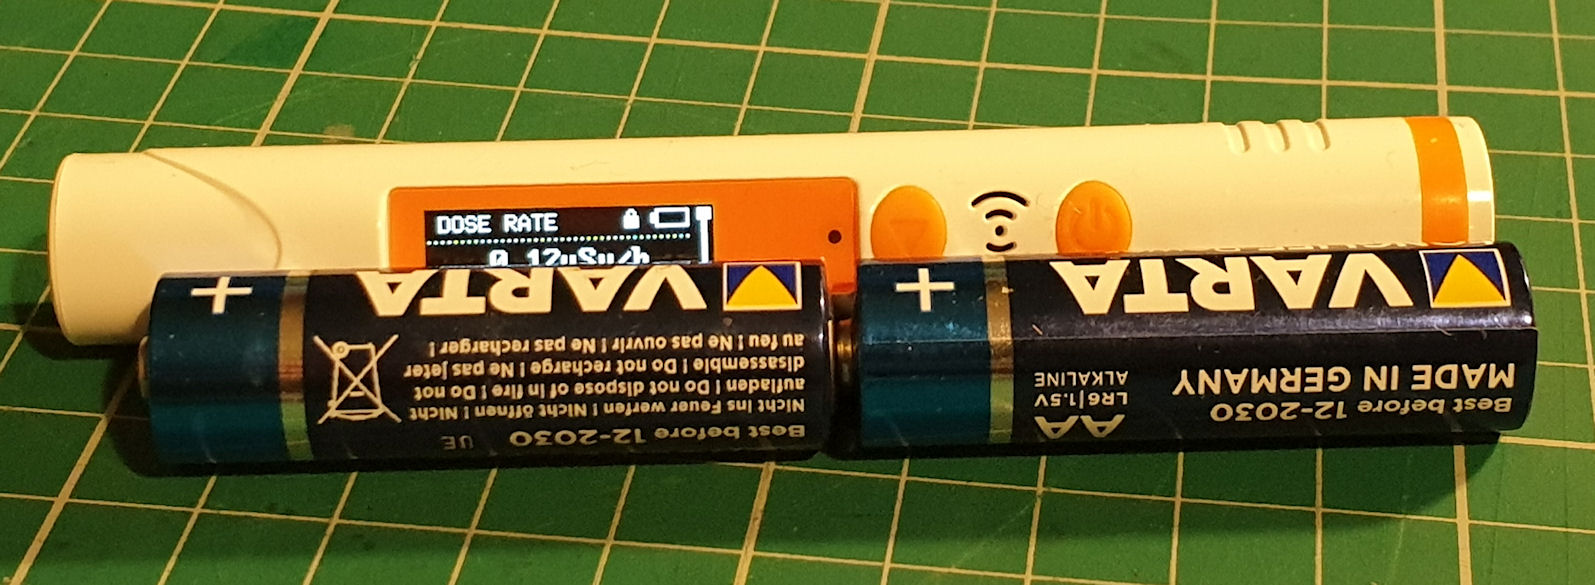 DOSE RATE
0.12µSv/h
Best before 12-2030 UE
Nicht ins Feuer werfen ! Nicht öffnen ! Nicht
aufladen ! Do not dispose of in fire ! Do not
disassemble ! Do not recharge ! Ne pas jeter
au feu ! Ne pas ouvrir ! Ne pas recharger !
VARTA
+
Best before 12-2030
MADE IN GERMANY
AA
LR6|1.5V
ALKALINE
VARTA
+